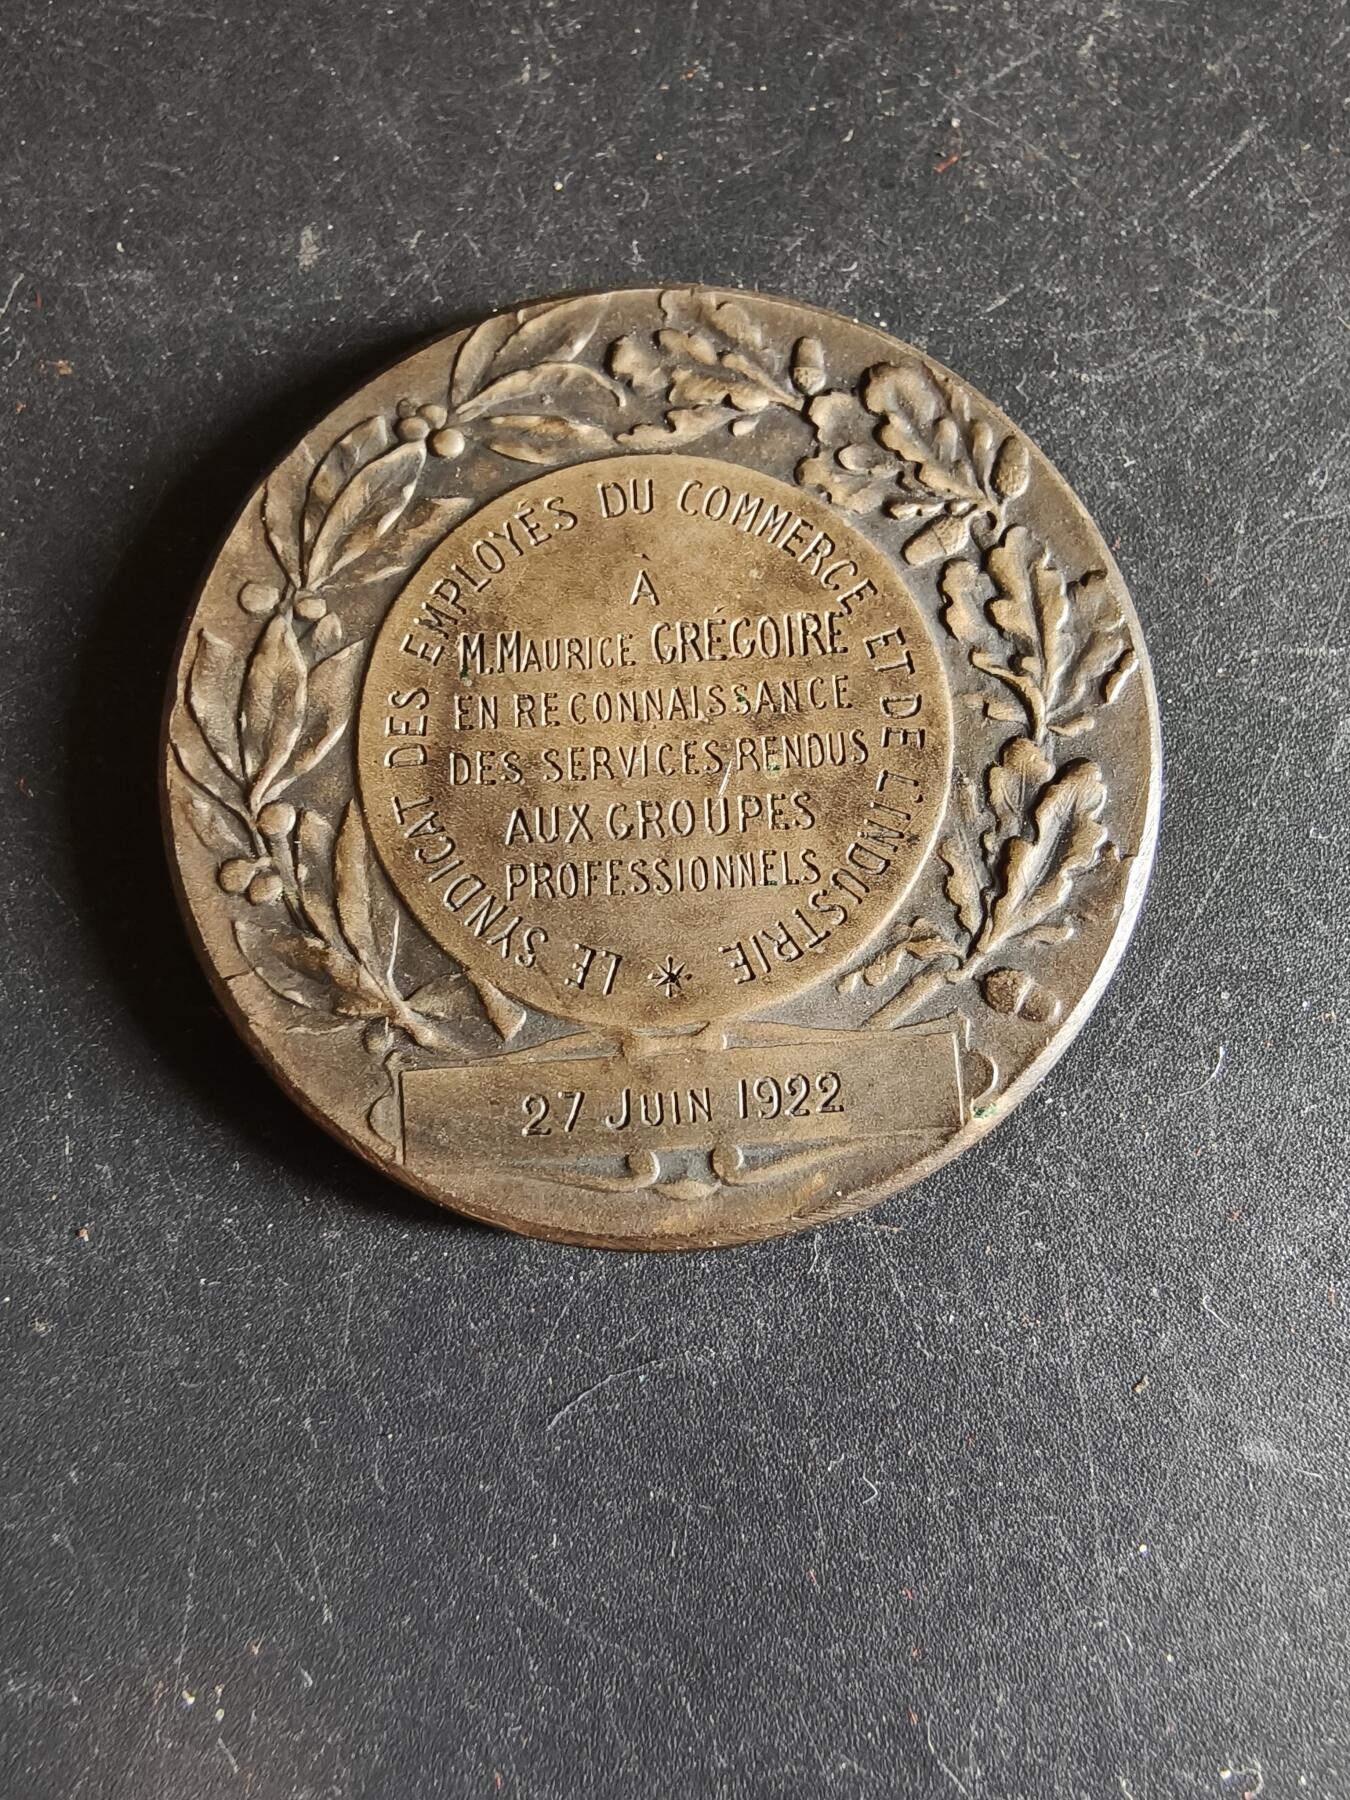 LE SYNDICAT DES EMPLOYÉS DU COMMERCE ET DE L'INDUSTRIE *
À
M. MAURICE GRÉGOIRE
EN RECONNAISSANCE
DES SERVICES RENDUS
AUX GROUPES
PROFESSIONNELS
27 JUIN 1922